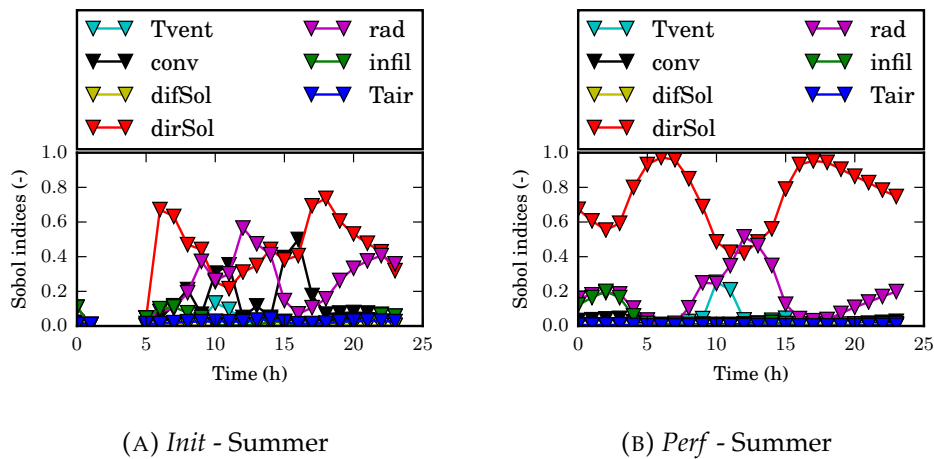 Tvent rad
conv infil
difSol Tair
dirSol
Sobol indices (-)
1.0
0.8
0.6
0.4
0.2
0.0
0 5 10 15 20 25
Time (h)
(A) Init - Summer
Tvent rad
conv infil
difSol Tair
dirSol
Sobol indices (-)
1.0
0.8
0.6
0.4
0.2
0.0
0 5 10 15 20 25
Time (h)
(B) Perf - Summer